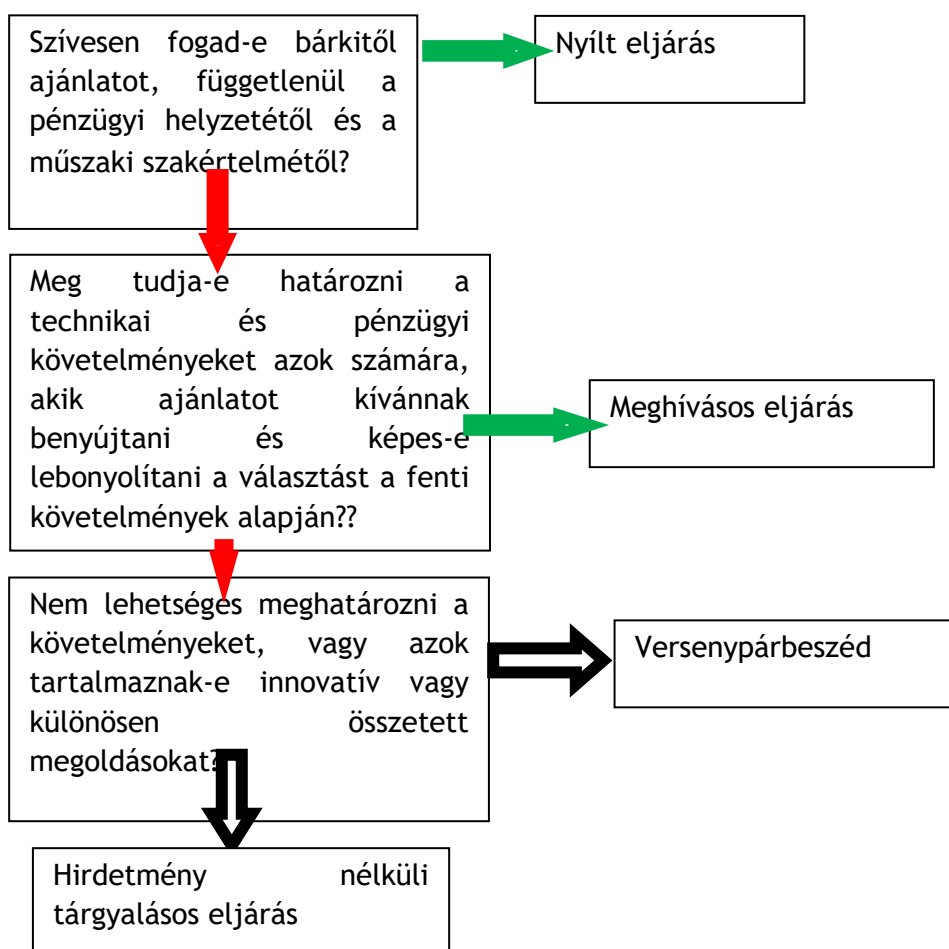 Szívesen fogad-e bárkitől
ajánlatot, függetlenül a
pénzügyi helyzetétől és a
műszaki szakértelmétől?
Nyílt eljárás
Meg tudja-e határozni a
technikai és pénzügyi
követelményeket azok számára,
akik ajánlatot kívánnak
benyújtani és képes-e
lebonyolítani a választást a fenti
követelmények alapján??
Meghívásos eljárás
Nem lehetséges meghatározni a
követelményeket, vagy azok
tartalmaznak-e innovatív vagy
különösen összetett
megoldásokat?
Versenypárbeszéd
Hirdetmény nélküli
tárgyalásos eljárás